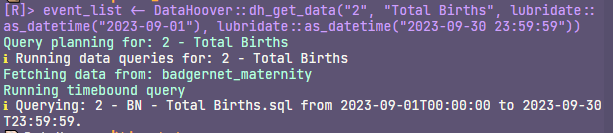 [R]> event_list <- DataHoover::dh_get_data("2", "Total Births", lubridate::
as_datetime("2023-09-01"), lubridate::as_datetime("2023-09-30 23:59:59"))
Query planning for: 2 - Total Births
ℹ Running data queries for: 2 - Total Births
Fetching data from: badgernet_maternity
Running timebound query
ℹ Querying: 2 - BN - Total Births.sql from 2023-09-01T00:00:00 to 2023-09-30
T23:59:59.